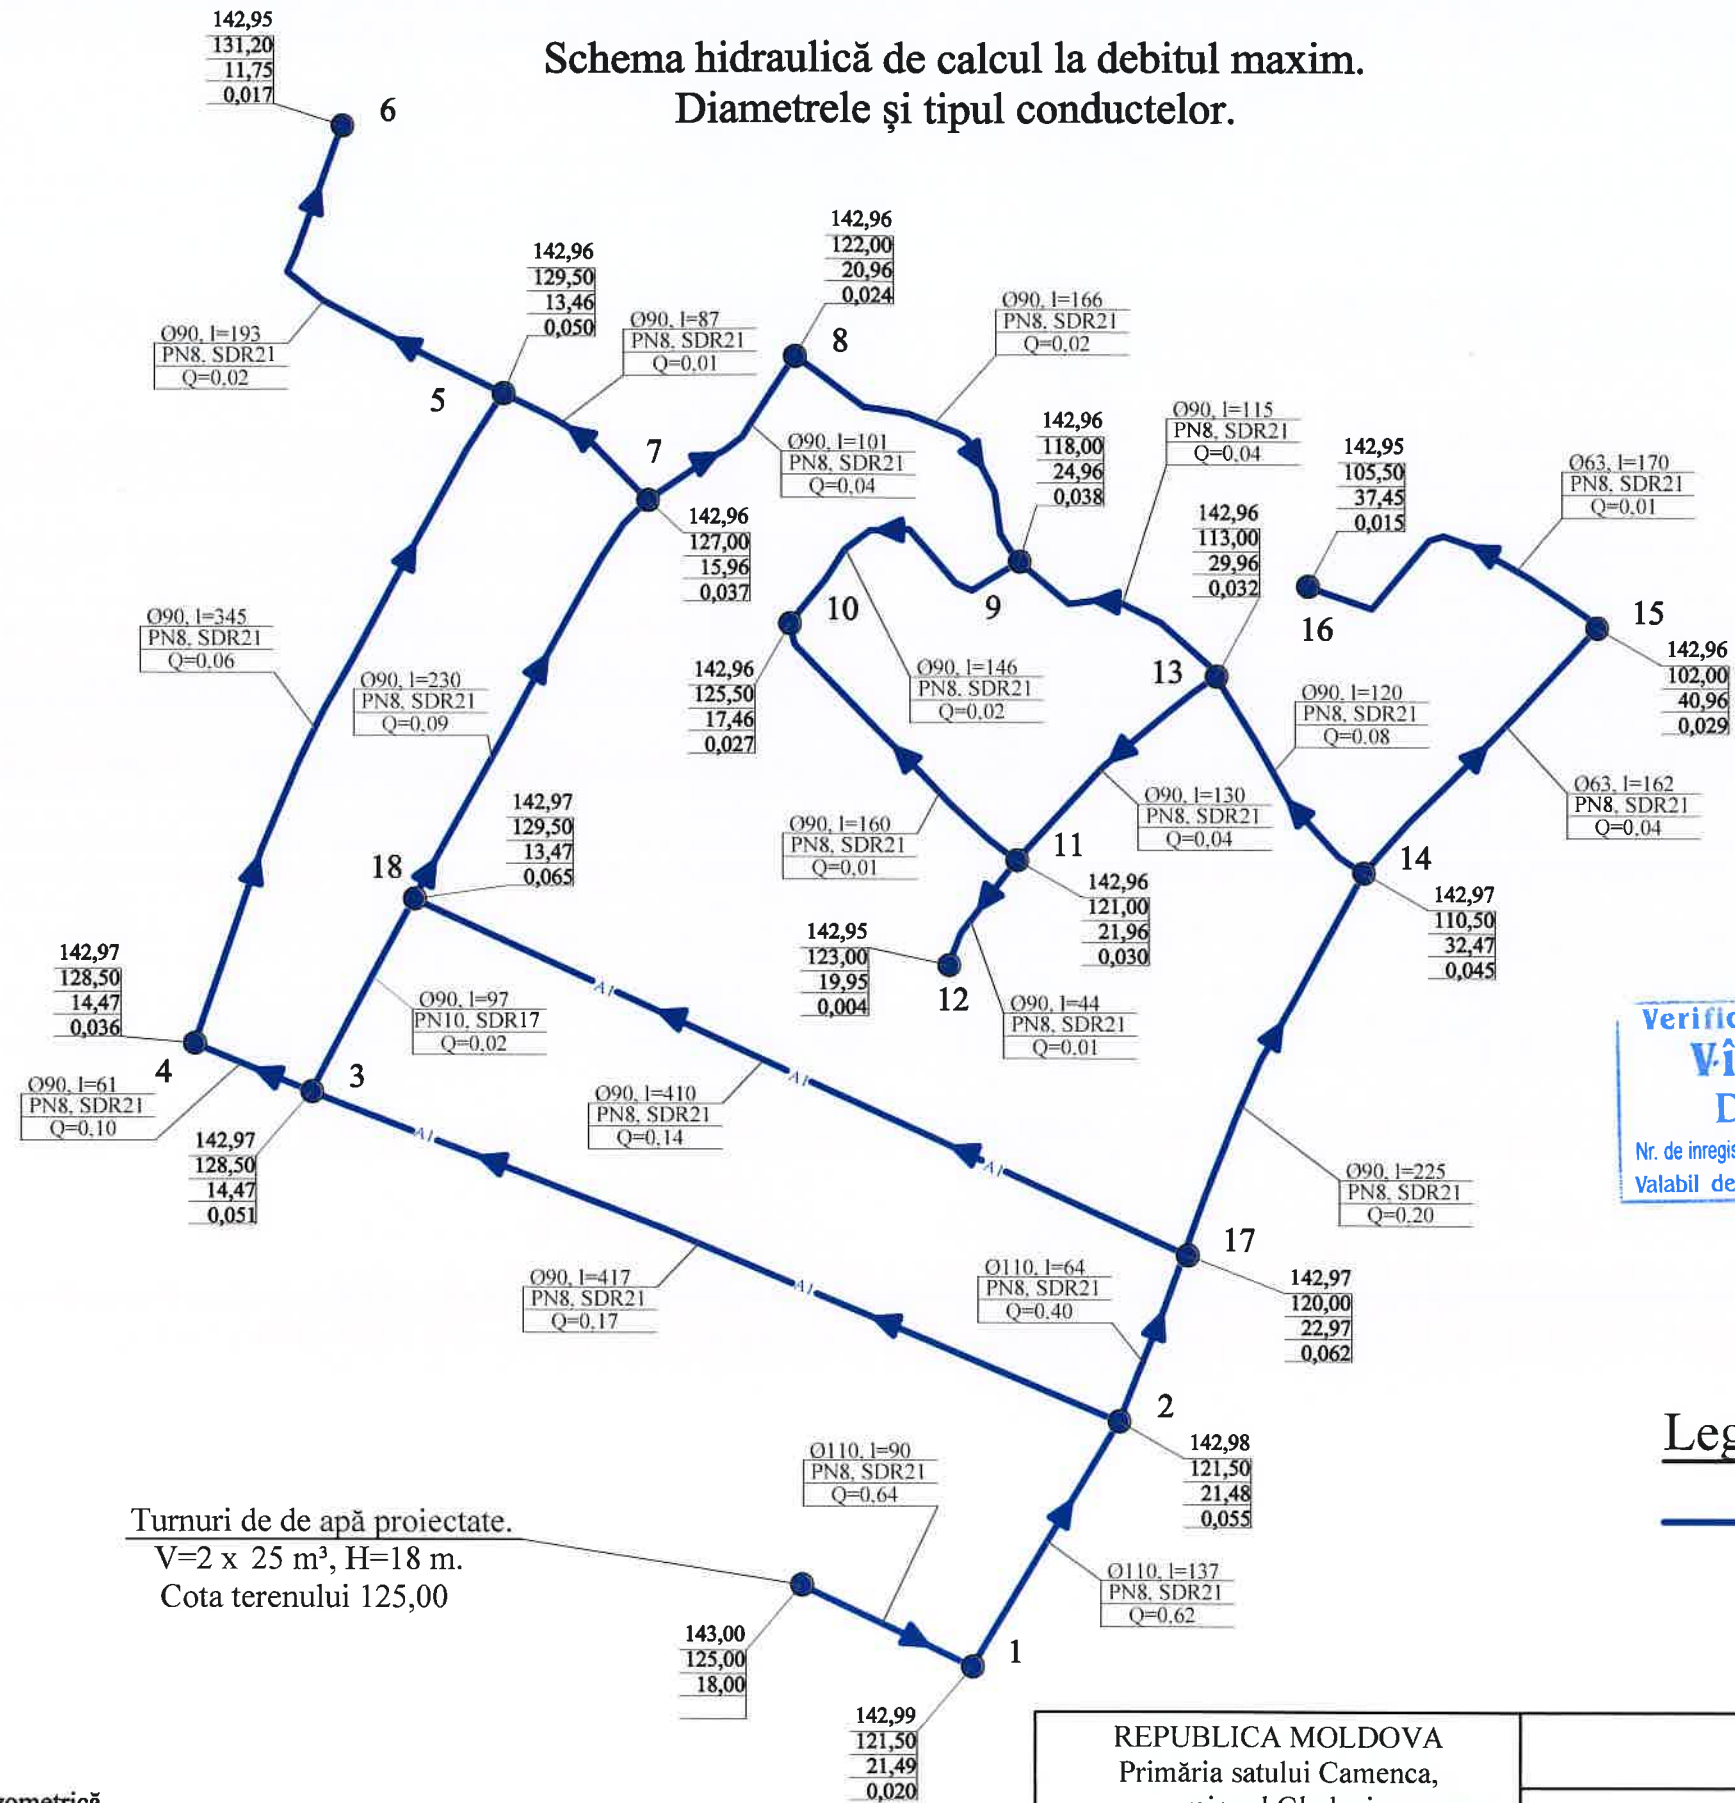 Schema hidraulică de calcul la debitul maxim.
Diametrele și tipul conductelor.
142,95
131,20
11,75
0,017
6
142,96
129,50
13,46
0,050
5
Ø90, l=193
PN8, SDR21
Q=0,02
Ø90, l=87
PN8, SDR21
Q=0,01
142,96
122,00
20,96
0,024
8
Ø90, l=166
PN8, SDR21
Q=0,02
7
142,96
127,00
15,96
0,037
Ø90, l=101
PN8, SDR21
Q=0,04
142,96
118,00
24,96
0,038
9
Ø90, l=115
PN8, SDR21
Q=0,04
142,96
113,00
29,96
0,032
13
142,95
105,50
37,45
0,015
16
Ø63, l=170
PN8, SDR21
Q=0,01
15
142,96
102,00
40,96
0,029
10
142,96
125,50
17,46
0,027
Ø90, l=146
PN8, SDR21
Q=0,02
Ø90, l=120
PN8, SDR21
Q=0,08
Ø63, l=162
PN8, SDR21
Q=0,04
Ø90, l=345
PN8, SDR21
Q=0,06
Ø90, l=230
PN8, SDR21
Q=0,09
Ø90, l=160
PN8, SDR21
Q=0,01
Ø90, l=130
PN8, SDR21
Q=0,04
11
142,96
121,00
21,96
0,030
14
142,97
110,50
32,47
0,045
18
142,97
129,50
13,47
0,065
142,95
123,00
19,95
0,004
12
Ø90, l=44
PN8, SDR21
Q=0,01
142,97
128,50
14,47
0,036
4
Ø90, l=97
PN10, SDR17
Q=0,02
A1
3
Ø90, l=61
PN8, SDR21
Q=0,10
142,97
128,50
14,47
0,051
A1
Ø90, l=410
PN8, SDR21
Q=0,14
A1
A1
Ø90, l=225
PN8, SDR21
Q=0,20
17
142,97
120,00
22,97
0,062
Ø90, l=417
PN8, SDR21
Q=0,17
A1
Ø110, l=64
PN8, SDR21
Q=0,40
2
142,98
121,50
21,48
0,055
Ø110, l=90
PN8, SDR21
Q=0,64
Ø110, l=137
PN8, SDR21
Q=0,62
Turnuri de de apă proiectate.
V=2 x 25 m³, H=18 m.
Cota terenului 125,00
143,00
125,00
18,00
1
142,99
121,50
21,49
0,020
Verific
V-î
D
Nr. de inregis
Valabil de
Leg
REPUBLICA MOLDOVA
Primăria satului Camenca,